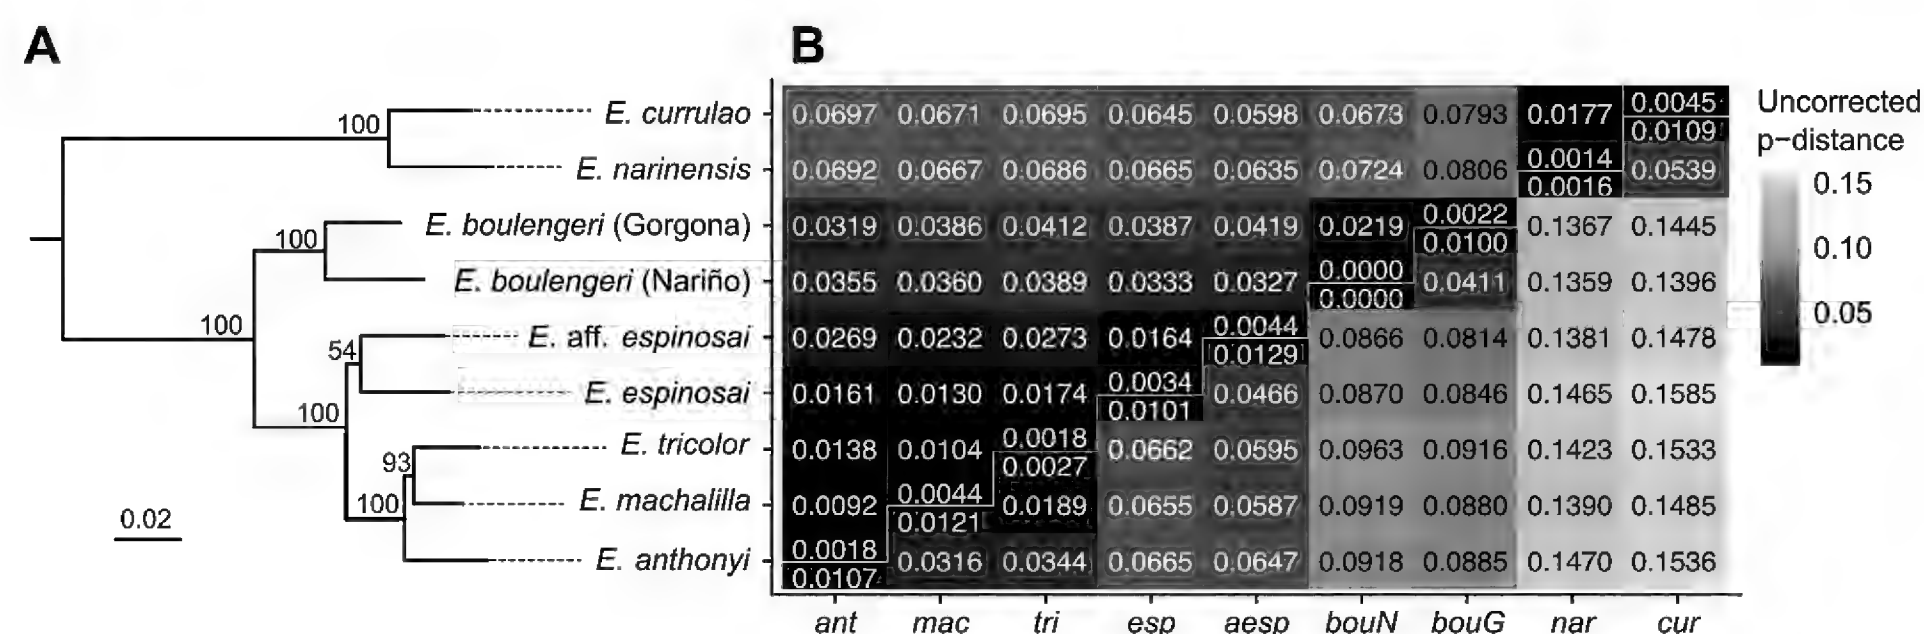 A
B
100
E. currulao
E. narinensis
100
E. boulengeri (Gorgona)
E. boulengeri (Nariño)
100
54
E. aff. espinosai
E. espinosai
100
93
E. tricolor
100
E. machalilla
E. anthonyi
0.02
0.0697 0.0671 0.0695 0.0645 0.0598 0.0673 0.0793 0.0177 0.0045
0.0109
0.0692 0.0667 0.0686 0.0665 0.0635 0.0724 0.0806 0.0014 0.0539
0.0016
0.0319 0.0386 0.0412 0.0387 0.0419 0.0219 0.0022 0.1367 0.1445
0.0100
0.0355 0.0360 0.0389 0.0333 0.0327 0.0000 0.0411 0.1359 0.1396
0.0000
0.0269 0.0232 0.0273 0.0164 0.0044 0.0866 0.0814 0.1381 0.1478
0.0129
0.0161 0.0130 0.0174 0.0034 0.0466 0.0870 0.0846 0.1465 0.1585
0.0101
0.0138 0.0104 0.0018 0.0662 0.0595 0.0963 0.0916 0.1423 0.1533
0.0027
0.0092 0.0044 0.0189 0.0655 0.0587 0.0919 0.0880 0.1390 0.1485
0.0121
0.0018 0.0316 0.0344 0.0665 0.0647 0.0918 0.0885 0.1470 0.1536
0.0107
ant mac tri esp aesp bouN bouG nar cur
Uncorrected
p-distance
0.15
0.10
0.05